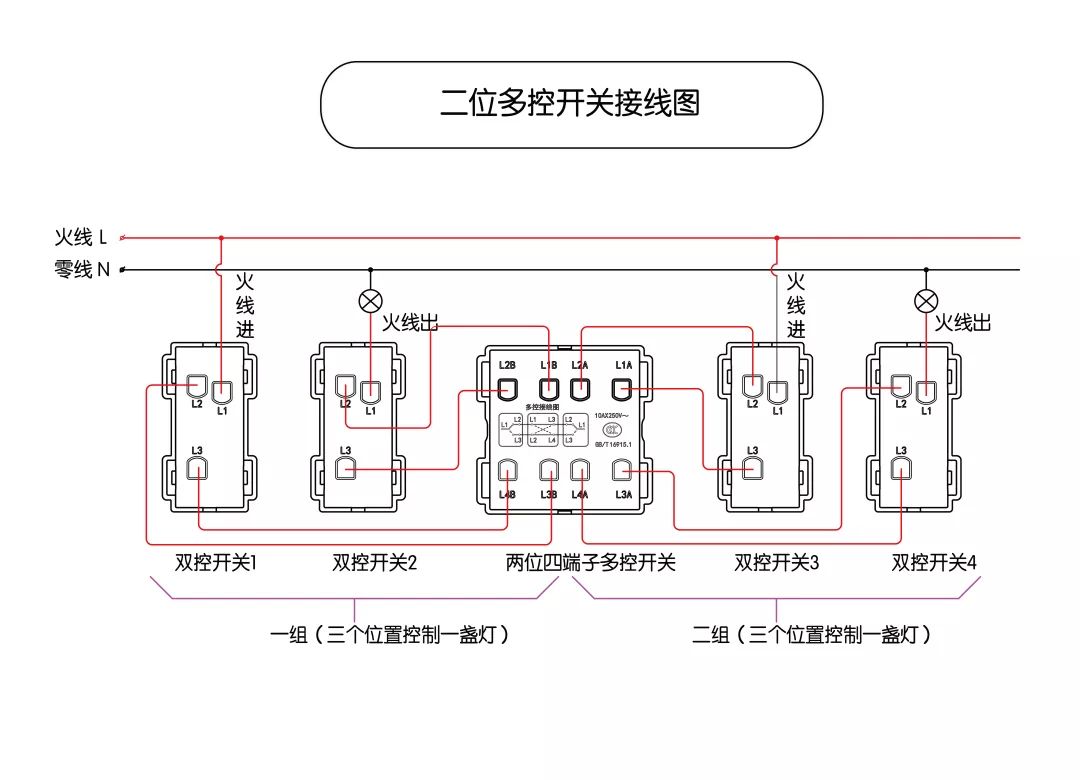 二位多控开关接线图
火线 L
零线 N
火线进
火线出
火线进
火线出
L2
L1
L3
L2
L1
L3
L2B L1B L2A L1A
多控接线图
L1 L2 L3
L1 L3 L2 L4
L2 L3 L1
10AX250V～
CCC
GB/T16915.1
L4B L3B L4A L3A
L2
L1
L3
L2
L1
L3
双控开关1
双控开关2
两位四端子多控开关
双控开关3
双控开关4
一组（三个位置控制一盏灯）
二组（三个位置控制一盏灯）